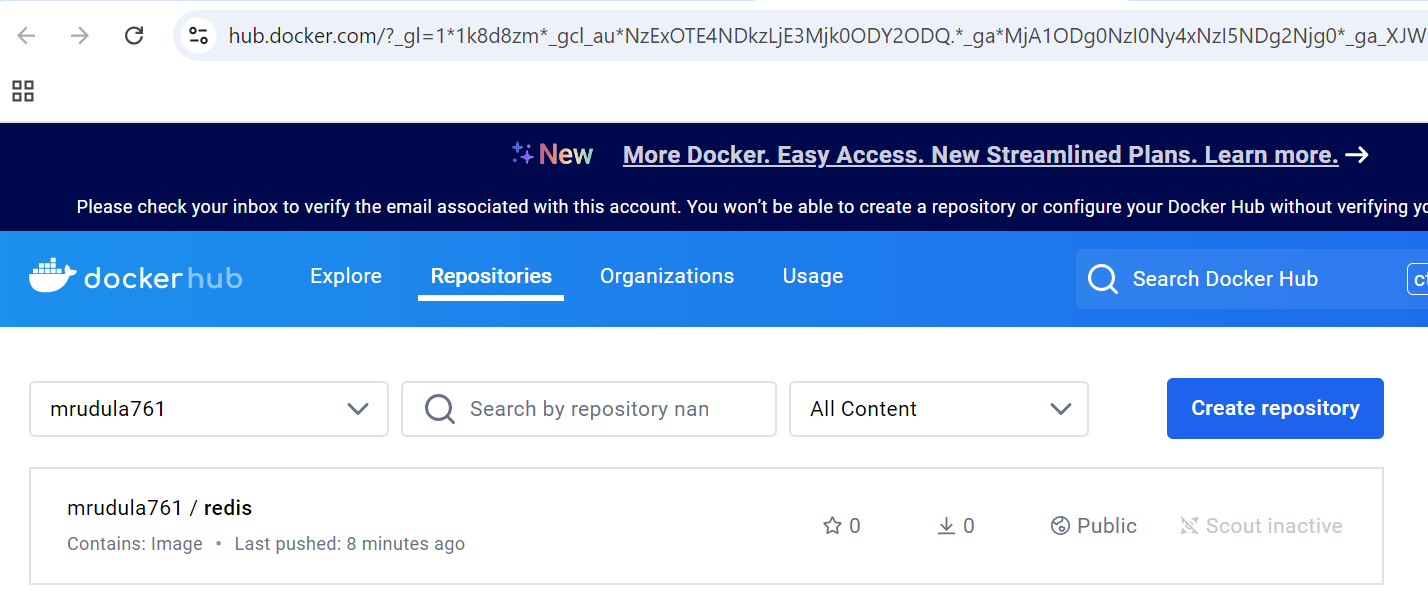 hub.docker.com/?_gl=1*1k8d8zm*_gcl_au*NzExOTE4NDkzLjE3Mjk0ODY2ODQ.*_ga*MjA1ODg0NzI0Ny4xNzI5NDg2Njg0*_ga_XJW
New More Docker. Easy Access. New Streamlined Plans. Learn more.
Please check your inbox to verify the email associated with this account. You won't be able to create a repository or configure your Docker Hub without verifying yo
dockerhub Explore Repositories Organizations Usage Search Docker Hub ct
mrudula761 Search by repository nan All Content Create repository
mrudula761 / redis
Contains: Image • Last pushed: 8 minutes ago
0 0 Public Scout inactive